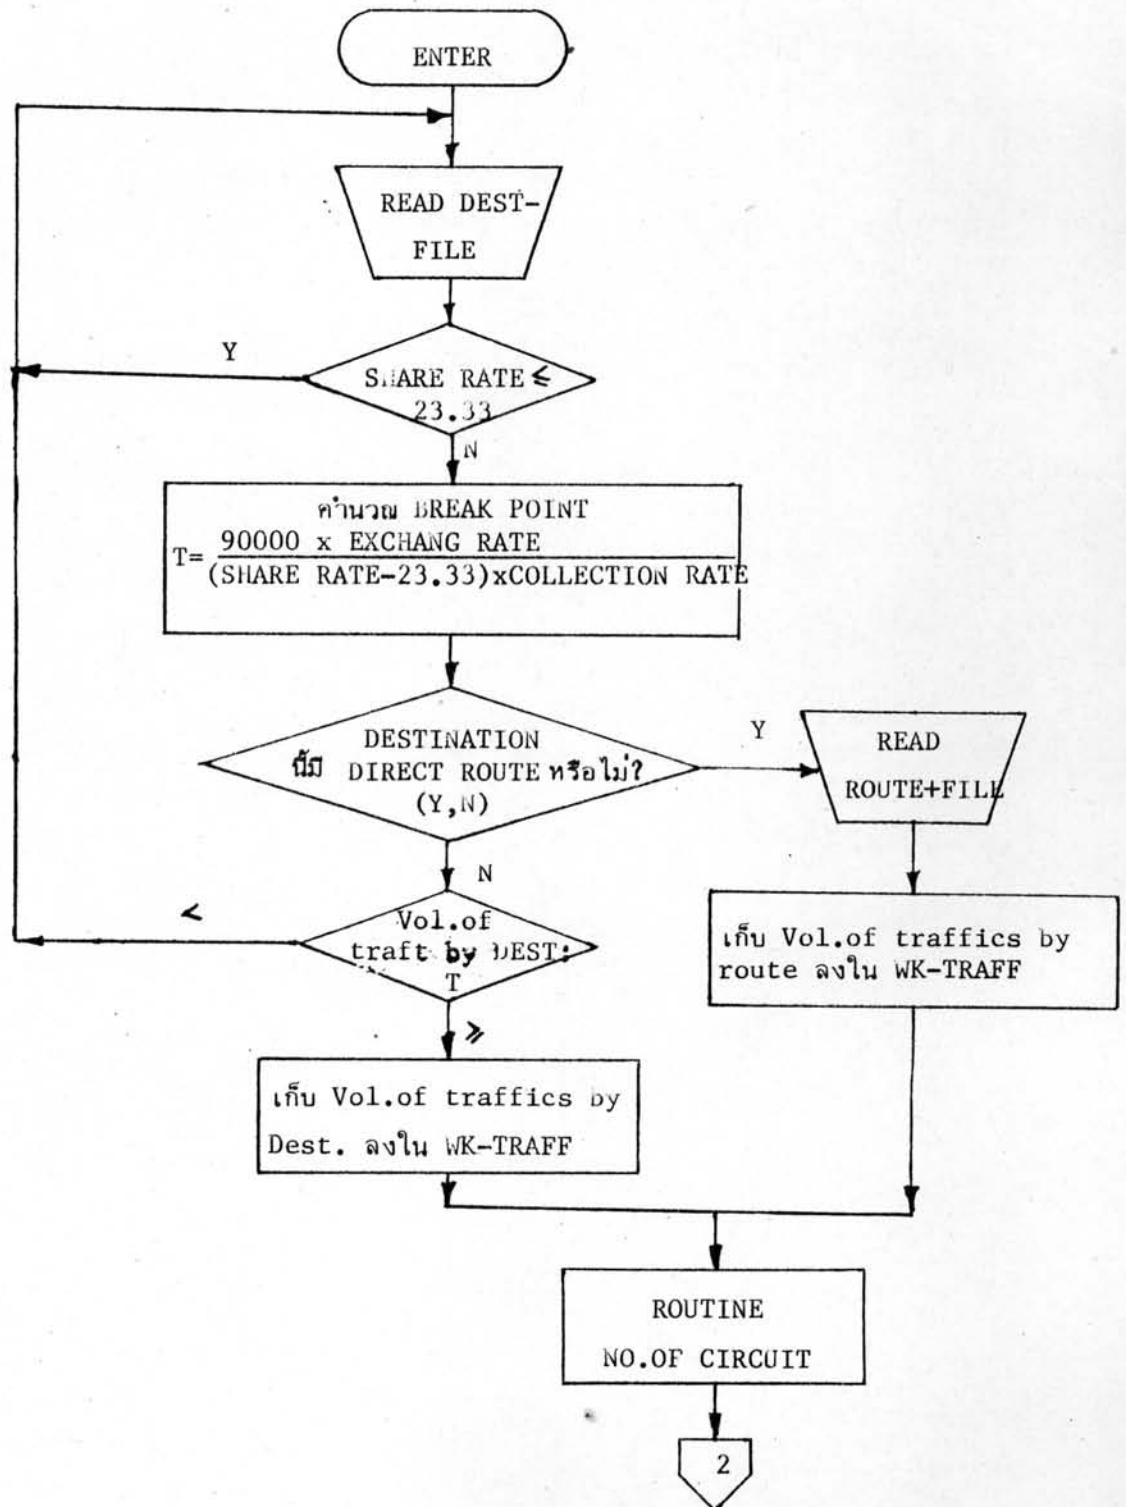 ENTER
READ DEST-
FILE
Y
SHARE RATE ≤
23.33
N
คำนวณ BREAK POINT
T= 90000 x EXCHANG RATE
(SHARE RATE-23.33)xCOLLECTION RATE
DESTINATION
นี้มี DIRECT ROUTE หรือไม่?
(Y,N)
Y
READ
ROUTE+FILE
N
<
Vol.of
traft by DEST:
T
≥
เก็บ Vol.of traffics by
route ลงใน WK-TRAFF
เก็บ Vol.of traffics by
Dest. ลงใน WK-TRAFF
ROUTINE
NO.OF CIRCUIT
2